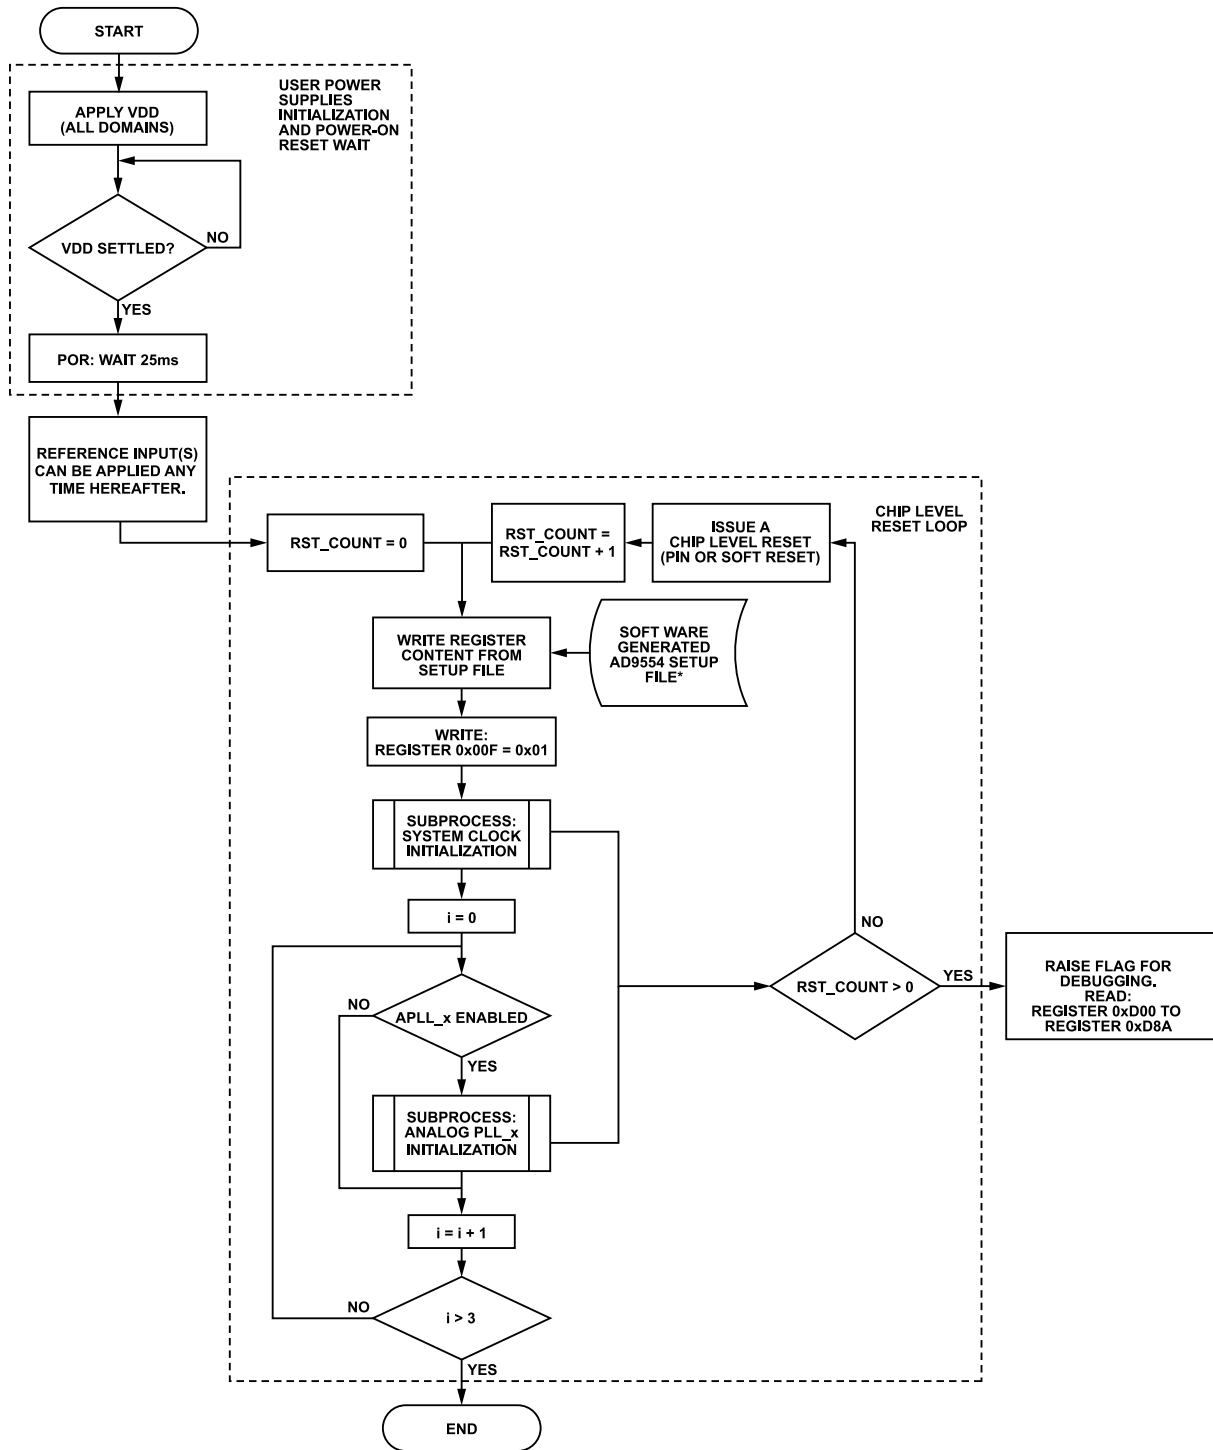 START
USER POWER
SUPPLIES
INITIALIZATION
AND POWER-ON
RESET WAIT
APPLY VDD
(ALL DOMAINS)
VDD SETTLED?
NO
YES
POR: WAIT 25ms
REFERENCE INPUT(S)
CAN BE APPLIED ANY
TIME HEREAFTER.
CHIP LEVEL
RESET LOOP
RST_COUNT = 0
RST_COUNT =
RST_COUNT + 1
ISSUE A
CHIP LEVEL RESET
(PIN OR SOFT RESET)
WRITE REGISTER
CONTENT FROM
SETUP FILE
SOFT WARE
GENERATED
AD9554 SETUP
FILE*
WRITE:
REGISTER 0x00F = 0x01
SUBPROCESS:
SYSTEM CLOCK
INITIALIZATION
i = 0
NO
APLL_x ENABLED
YES
SUBPROCESS:
ANALOG PLL_x
INITIALIZATION
i = i + 1
NO
i > 3
YES
END
NO
RST_COUNT > 0
YES
RAISE FLAG FOR
DEBUGGING.
READ:
REGISTER 0xD00 TO
REGISTER 0xD8A